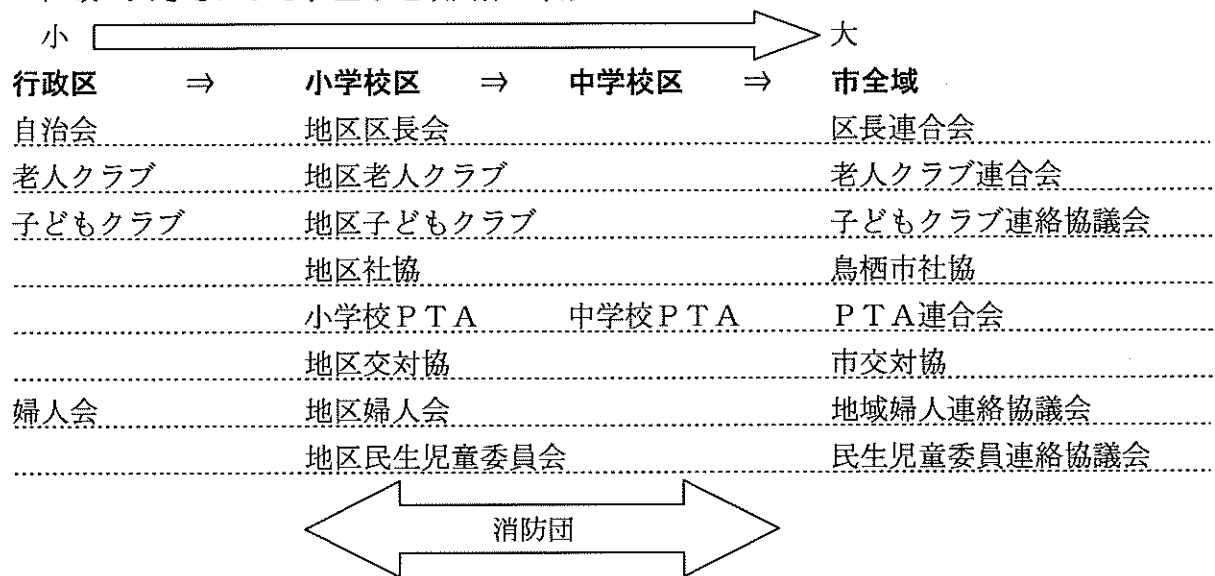 小 大
行政区 ⇒ 小学校区 ⇒ 中学校区 ⇒ 市全域
自治会 地区区長会 区長連合会
老人クラブ 地区老人クラブ 老人クラブ連合会
子どもクラブ 地区子どもクラブ 子どもクラブ連絡協議会
地区社協 鳥栖市社協
小学校PTA 中学校PTA PTA連合会
地区交対協 市交対協
婦人会 地区婦人会 地域婦人連絡協議会
地区民生児童委員会 民生児童委員連絡協議会
消防団